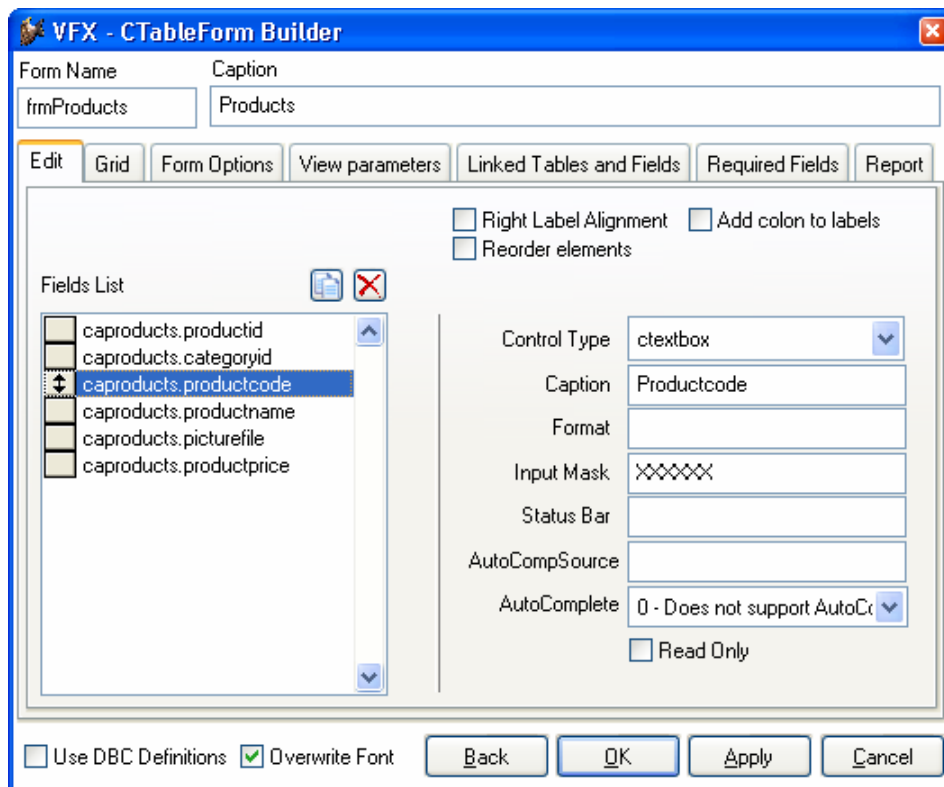 VFX - CTableForm Builder
Form Name Caption
frmProducts Products
Edit Grid Form Options View parameters Linked Tables and Fields Required Fields Report
Right Label Alignment Add colon to labels
Reorder elements
Fields List
caproducts.productid
caproducts.categoryid
caproducts.productcode
caproducts.productname
caproducts.picturefile
caproducts.productprice
Control Type ctextbox
Caption Productcode
Format
Input Mask XXXXXX
Status Bar
AutoCompSource
AutoComplete 0 - Does not support AutoCo
Read Only
Use DBC Definitions Overwrite Font Back OK Apply Cancel